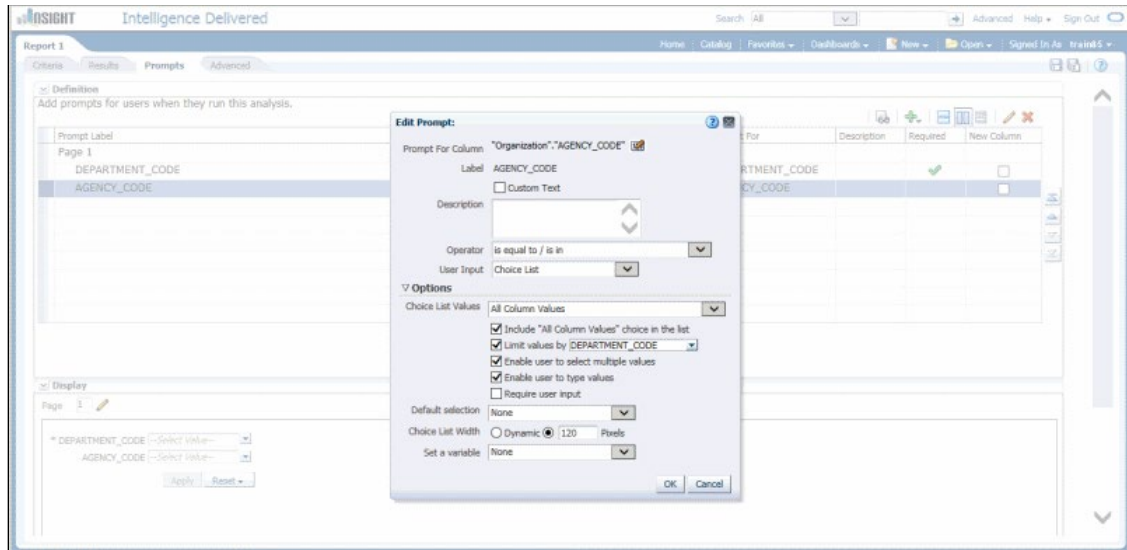 INSIGHT Intelligence Delivered Search All Advanced Help Sign Out
Report 1 Home Catalog Favorites Dashboards New Open Signed In As train85
Criteria Results Prompts Advanced
Definition
Add prompts for users when they run this analysis.
Prompt Label For Description Required New Column
Page 1
DEPARTMENT_CODE RTMENT_CODE
AGENCY_CODE CY_CODE
Edit Prompt:
Prompt For Column "Organization"."AGENCY_CODE"
Label AGENCY_CODE
Custom Text
Description
Operator is equal to / is in
User Input Choice List
Options
Choice List Values All Column Values
Include "All Column Values" choice in the list
Limit values by DEPARTMENT_CODE
Enable user to select multiple values
Enable user to type values
Require user input
Default selection None
Choice List Width Dynamic 120 Pixels
Set a variable None
OK Cancel
Display
Page 1
* DEPARTMENT_CODE --Select Value--
AGENCY_CODE --Select Value--
Apply Reset